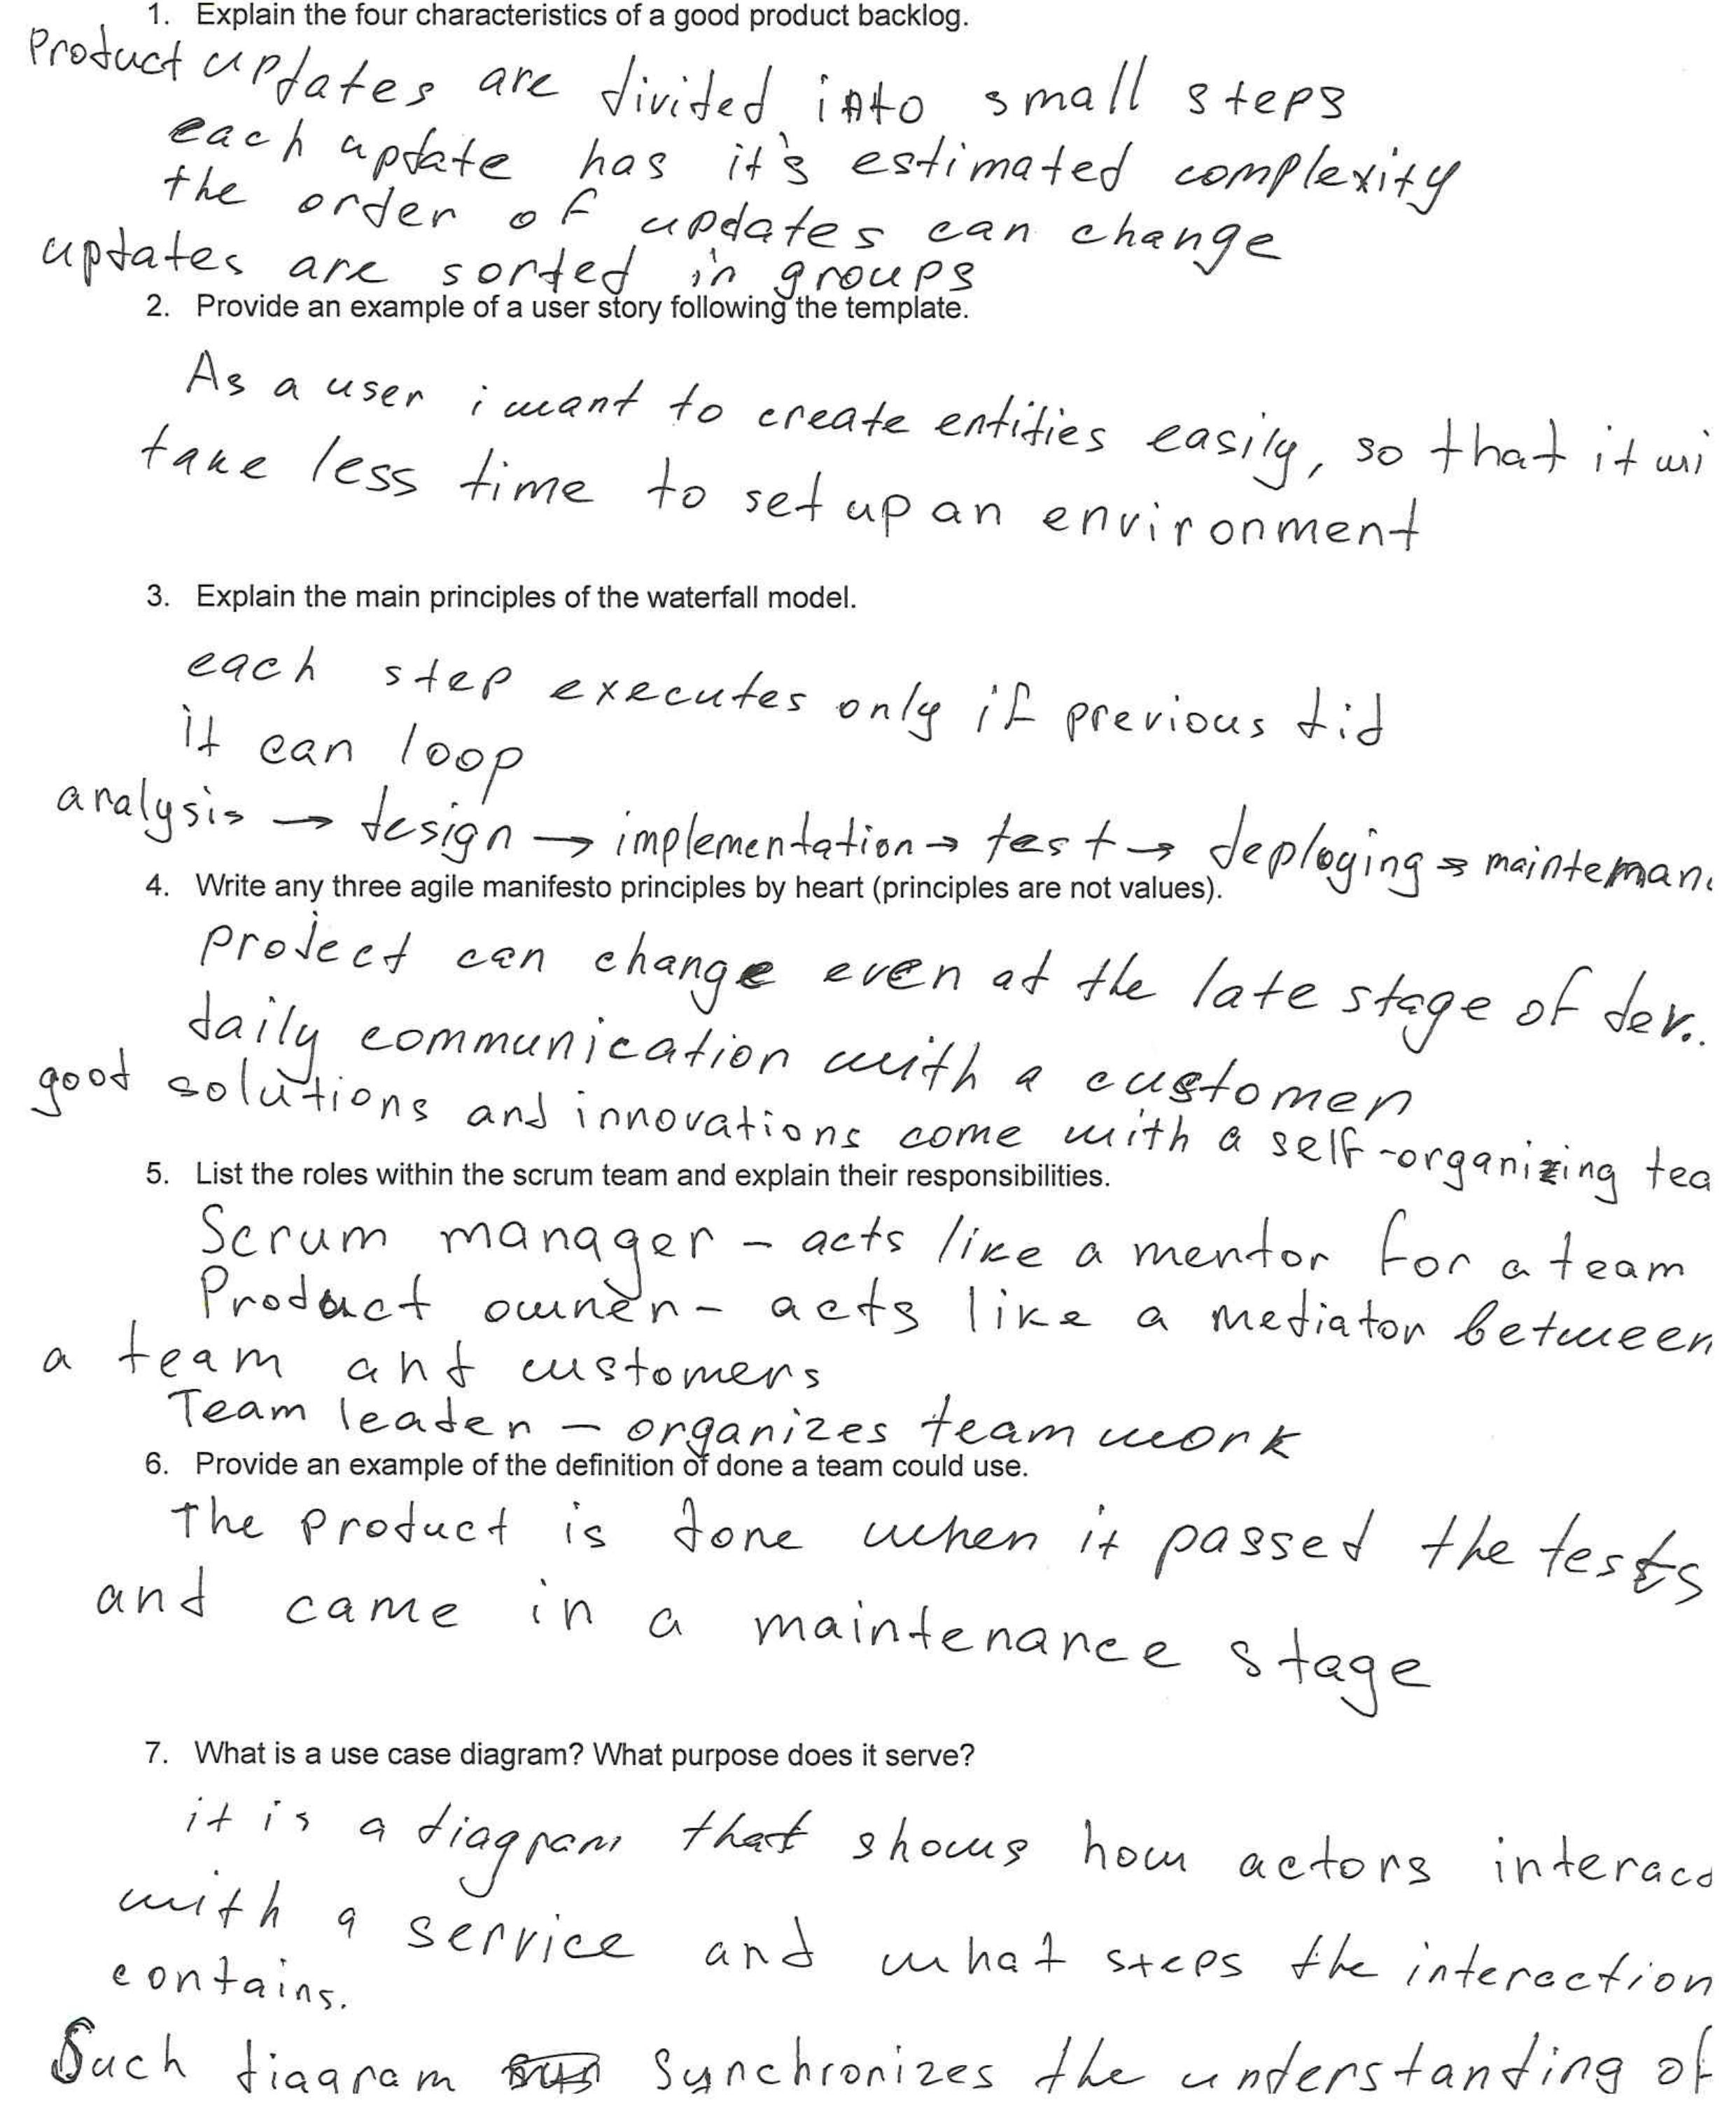 1. Explain the four characteristics of a good product backlog.
Product updates are divided into small steps
each update has it's estimated complexity
the order of updates can change
updates are sorted in groups
2. Provide an example of a user story following the template.
As a user i want to create entities easily, so that it wi
take less time to set up an environment
3. Explain the main principles of the waterfall model.
each step executes only if previous did
it can loop
analysis → design → implementation → test → deploying → maintenan
4. Write any three agile manifesto principles by heart (principles are not values).
project can change even at the late stage of dev..
daily communication with a customer
good solutions and innovations come with a self-organizing tea
5. List the roles within the scrum team and explain their responsibilities.
Scrum manager – acts like a mentor for a team
Product owner – acts like a mediator between
a team and customers
Team leader – organizes team work
6. Provide an example of the definition of done a team could use.
The product is done when it passed the tests
and came in a maintenance stage
7. What is a use case diagram? What purpose does it serve?
it is a diagram that shows how actors interac
with a service and what steps the interaction
contains.
Such diagram synchronizes the understanding of